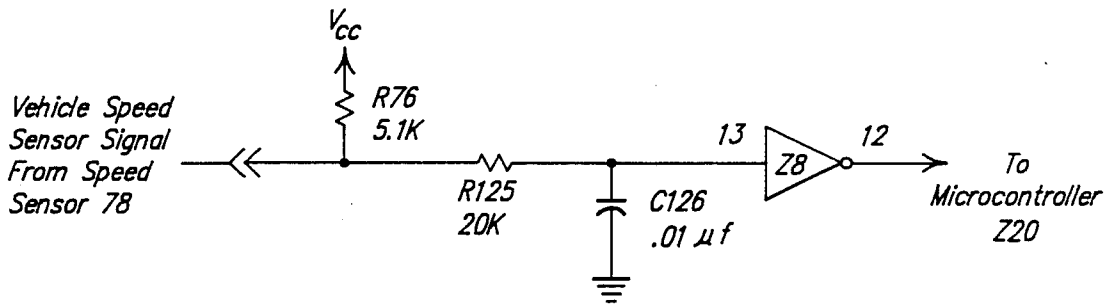 Vcc
Vehicle Speed
Sensor Signal
From Speed
Sensor 78
R76
5.1K
R125
20K
C126
.01 μf
13
Z8
12
To
Microcontroller
Z20